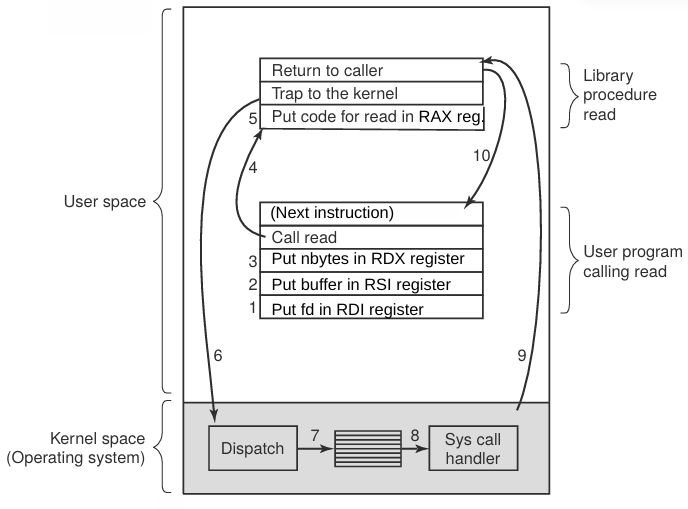 Return to caller
Trap to the kernel
5
Put code for read in RAX reg.
Library
procedure
read
4
10
User space
(Next instruction)
Call read
3
Put nbytes in RDX register
2
Put buffer in RSI register
1
Put fd in RDI register
User program
calling read
6
9
Kernel space
(Operating system)
Dispatch
7
8
Sys call
handler